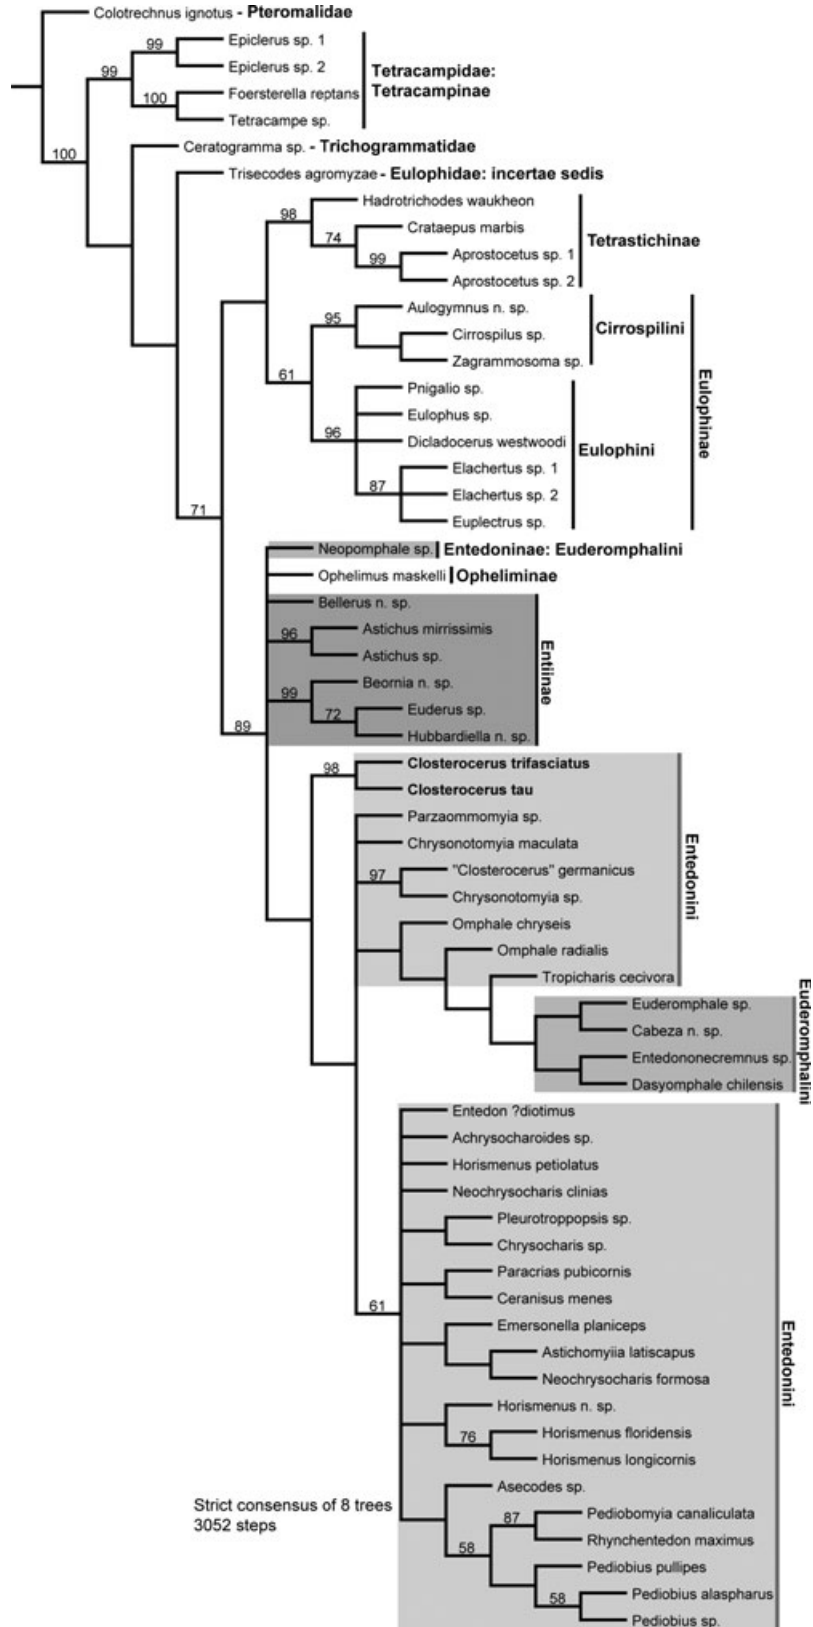 Colotrechnus ignotus - Pteromalidae
99
Epiclerus sp. 1
Epiclerus sp. 2
99
Tetracampidae:
Tetracampinae
Foersterella reptans
100
Tetracampe sp.
Ceratogramma sp. - Trichogrammatidae
100
Trisecodes agromyzae - Eulophidae: incertae sedis
Hadrotrichodes waukheon
98
Crataepus marbis
74
Tetrastichinae
Aprostocetus sp. 1
99
Aprostocetus sp. 2
Aulogymnus n. sp.
95
Cirrospilini
Cirrospilus sp.
Zagrammosoma sp.
61
Pnigalio sp.
Eulophus sp.
96
Dicladocerus westwoodi
Eulophini
Eulophinae
Elachertus sp. 1
87
Elachertus sp. 2
71
Euplectrus sp.
Neopomphale sp. Entedoninae: Euderomphalini
Ophelimus maskelli Opheliminae
Bellerus n. sp.
96
Astichus mirrissimis
Astichus sp.
Entiinae
Beornia n. sp.
99
Euderus sp.
72
Hubbardiella n. sp.
89
98
Closterocerus trifasciatus
Closterocerus tau
Parzaommomyia sp.
Chrysonotomyia maculata
Entedonini
97
"Closterocerus" germanicus
Chrysonotomyia sp.
Omphale chryseis
Omphale radialis
Tropicharis cecivora
Euderomphale sp.
Cabeza n. sp.
Euderomphalini
Entedononecremnus sp.
Dasyomphale chilensis
Entedon ?diotimus
Achrysocharoides sp.
Horismenus petiolatus
Neochrysocharis clinias
Pleurotroppopsis sp.
Chrysocharis sp.
Paracrias pubicornis
61
Ceranisus menes
Emersonella planiceps
Entedonini
Astichomyiia latiscapus
Neochrysocharis formosa
Horismenus n. sp.
76
Horismenus floridensis
Horismenus longicornis
Asecodes sp.
Strict consensus of 8 trees
3052 steps
87
Pediobomyia canaliculata
Rhynchentedon maximus
58
Pediobius pullipes
58
Pediobius alaspharus
Pediobius sp.